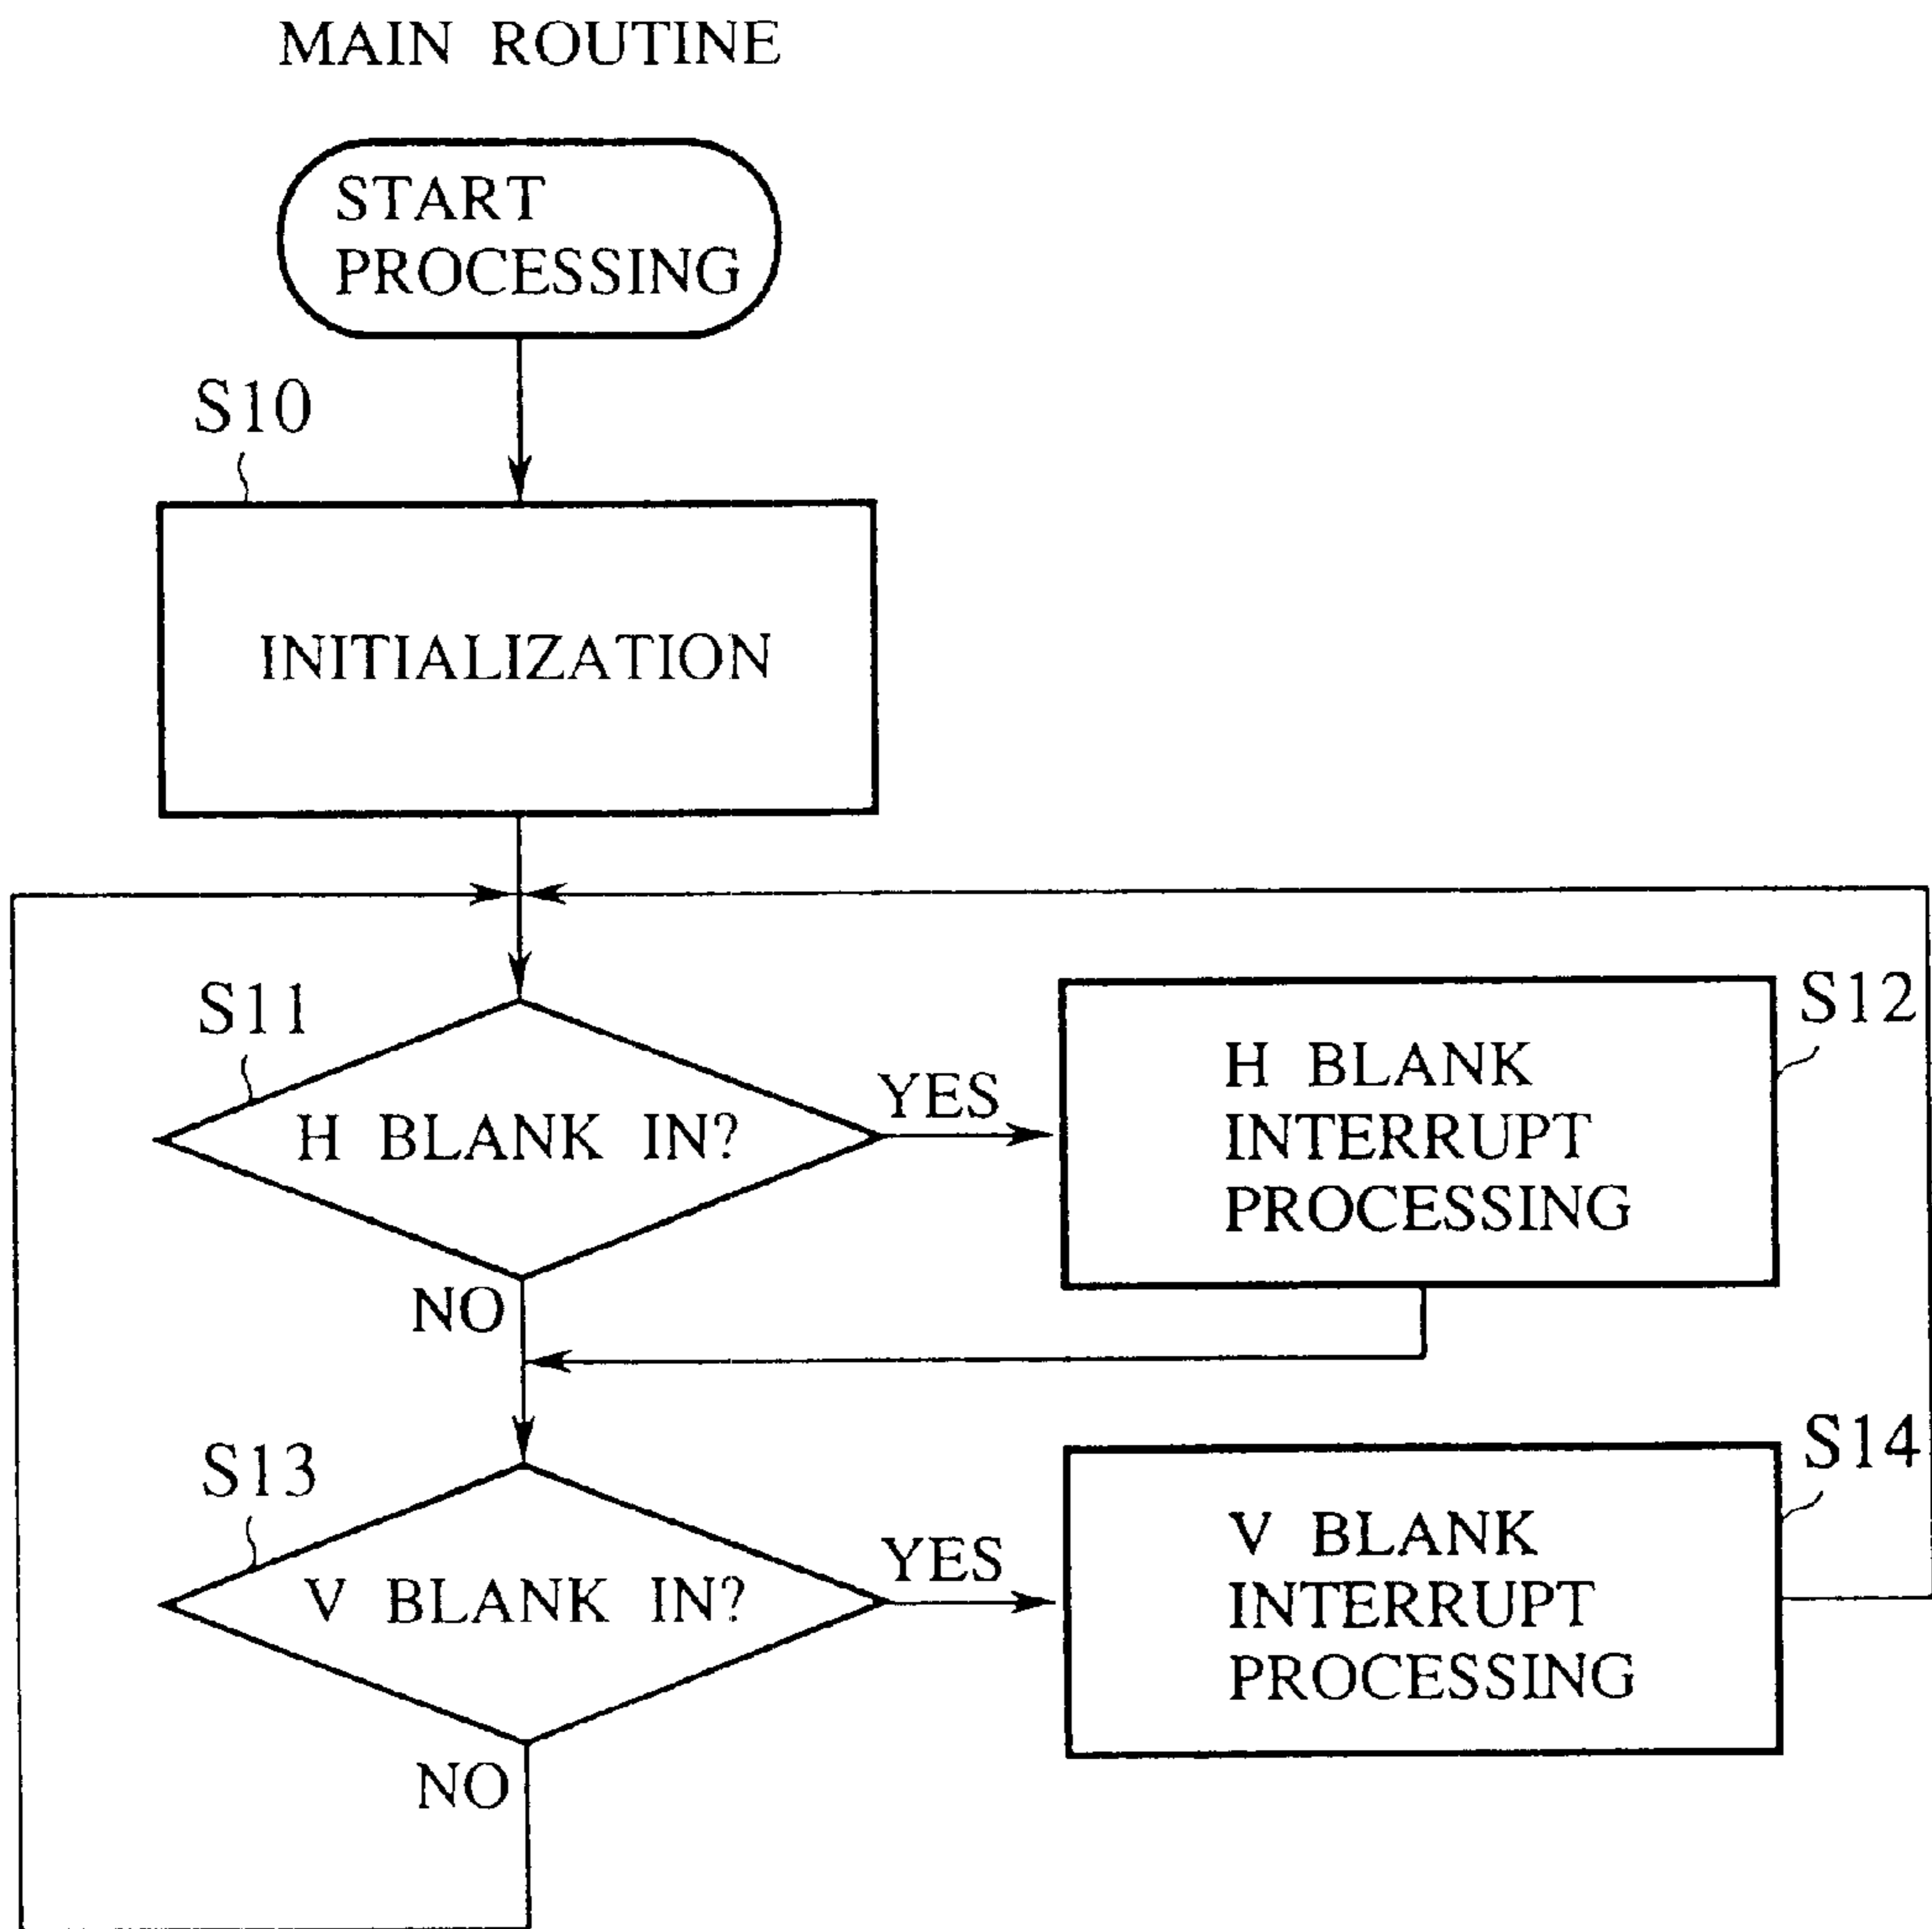 MAIN ROUTINE
START
PROCESSING
S10
INITIALIZATION
S11
H BLANK IN?
YES
NO
S12
H BLANK
INTERRUPT
PROCESSING
S13
V BLANK IN?
YES
NO
S14
V BLANK
INTERRUPT
PROCESSING